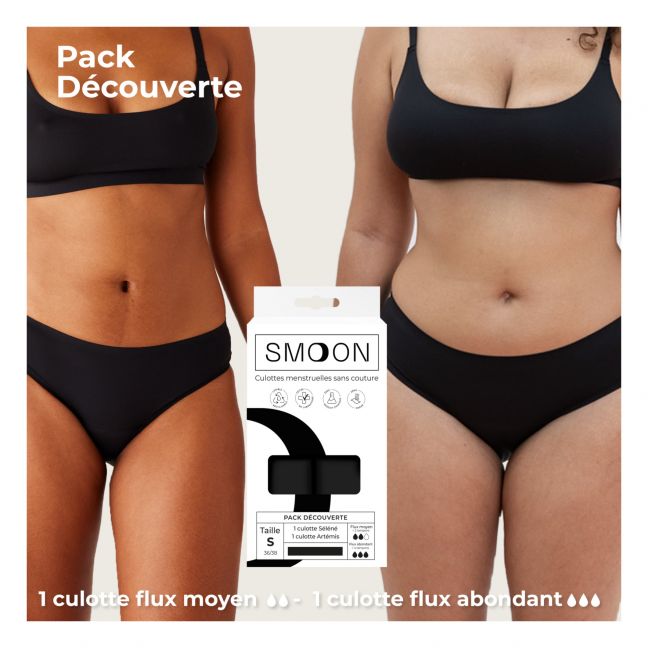 Pack
Découverte
SMOON
Culottes menstruelles sans couture
PACK DÉCOUVERTE
Taille
S
36/38
1 culotte Séléné
1 culotte Artémis
Flux moyen
Flux abondant
1 culotte flux moyen - 1 culotte flux abondant